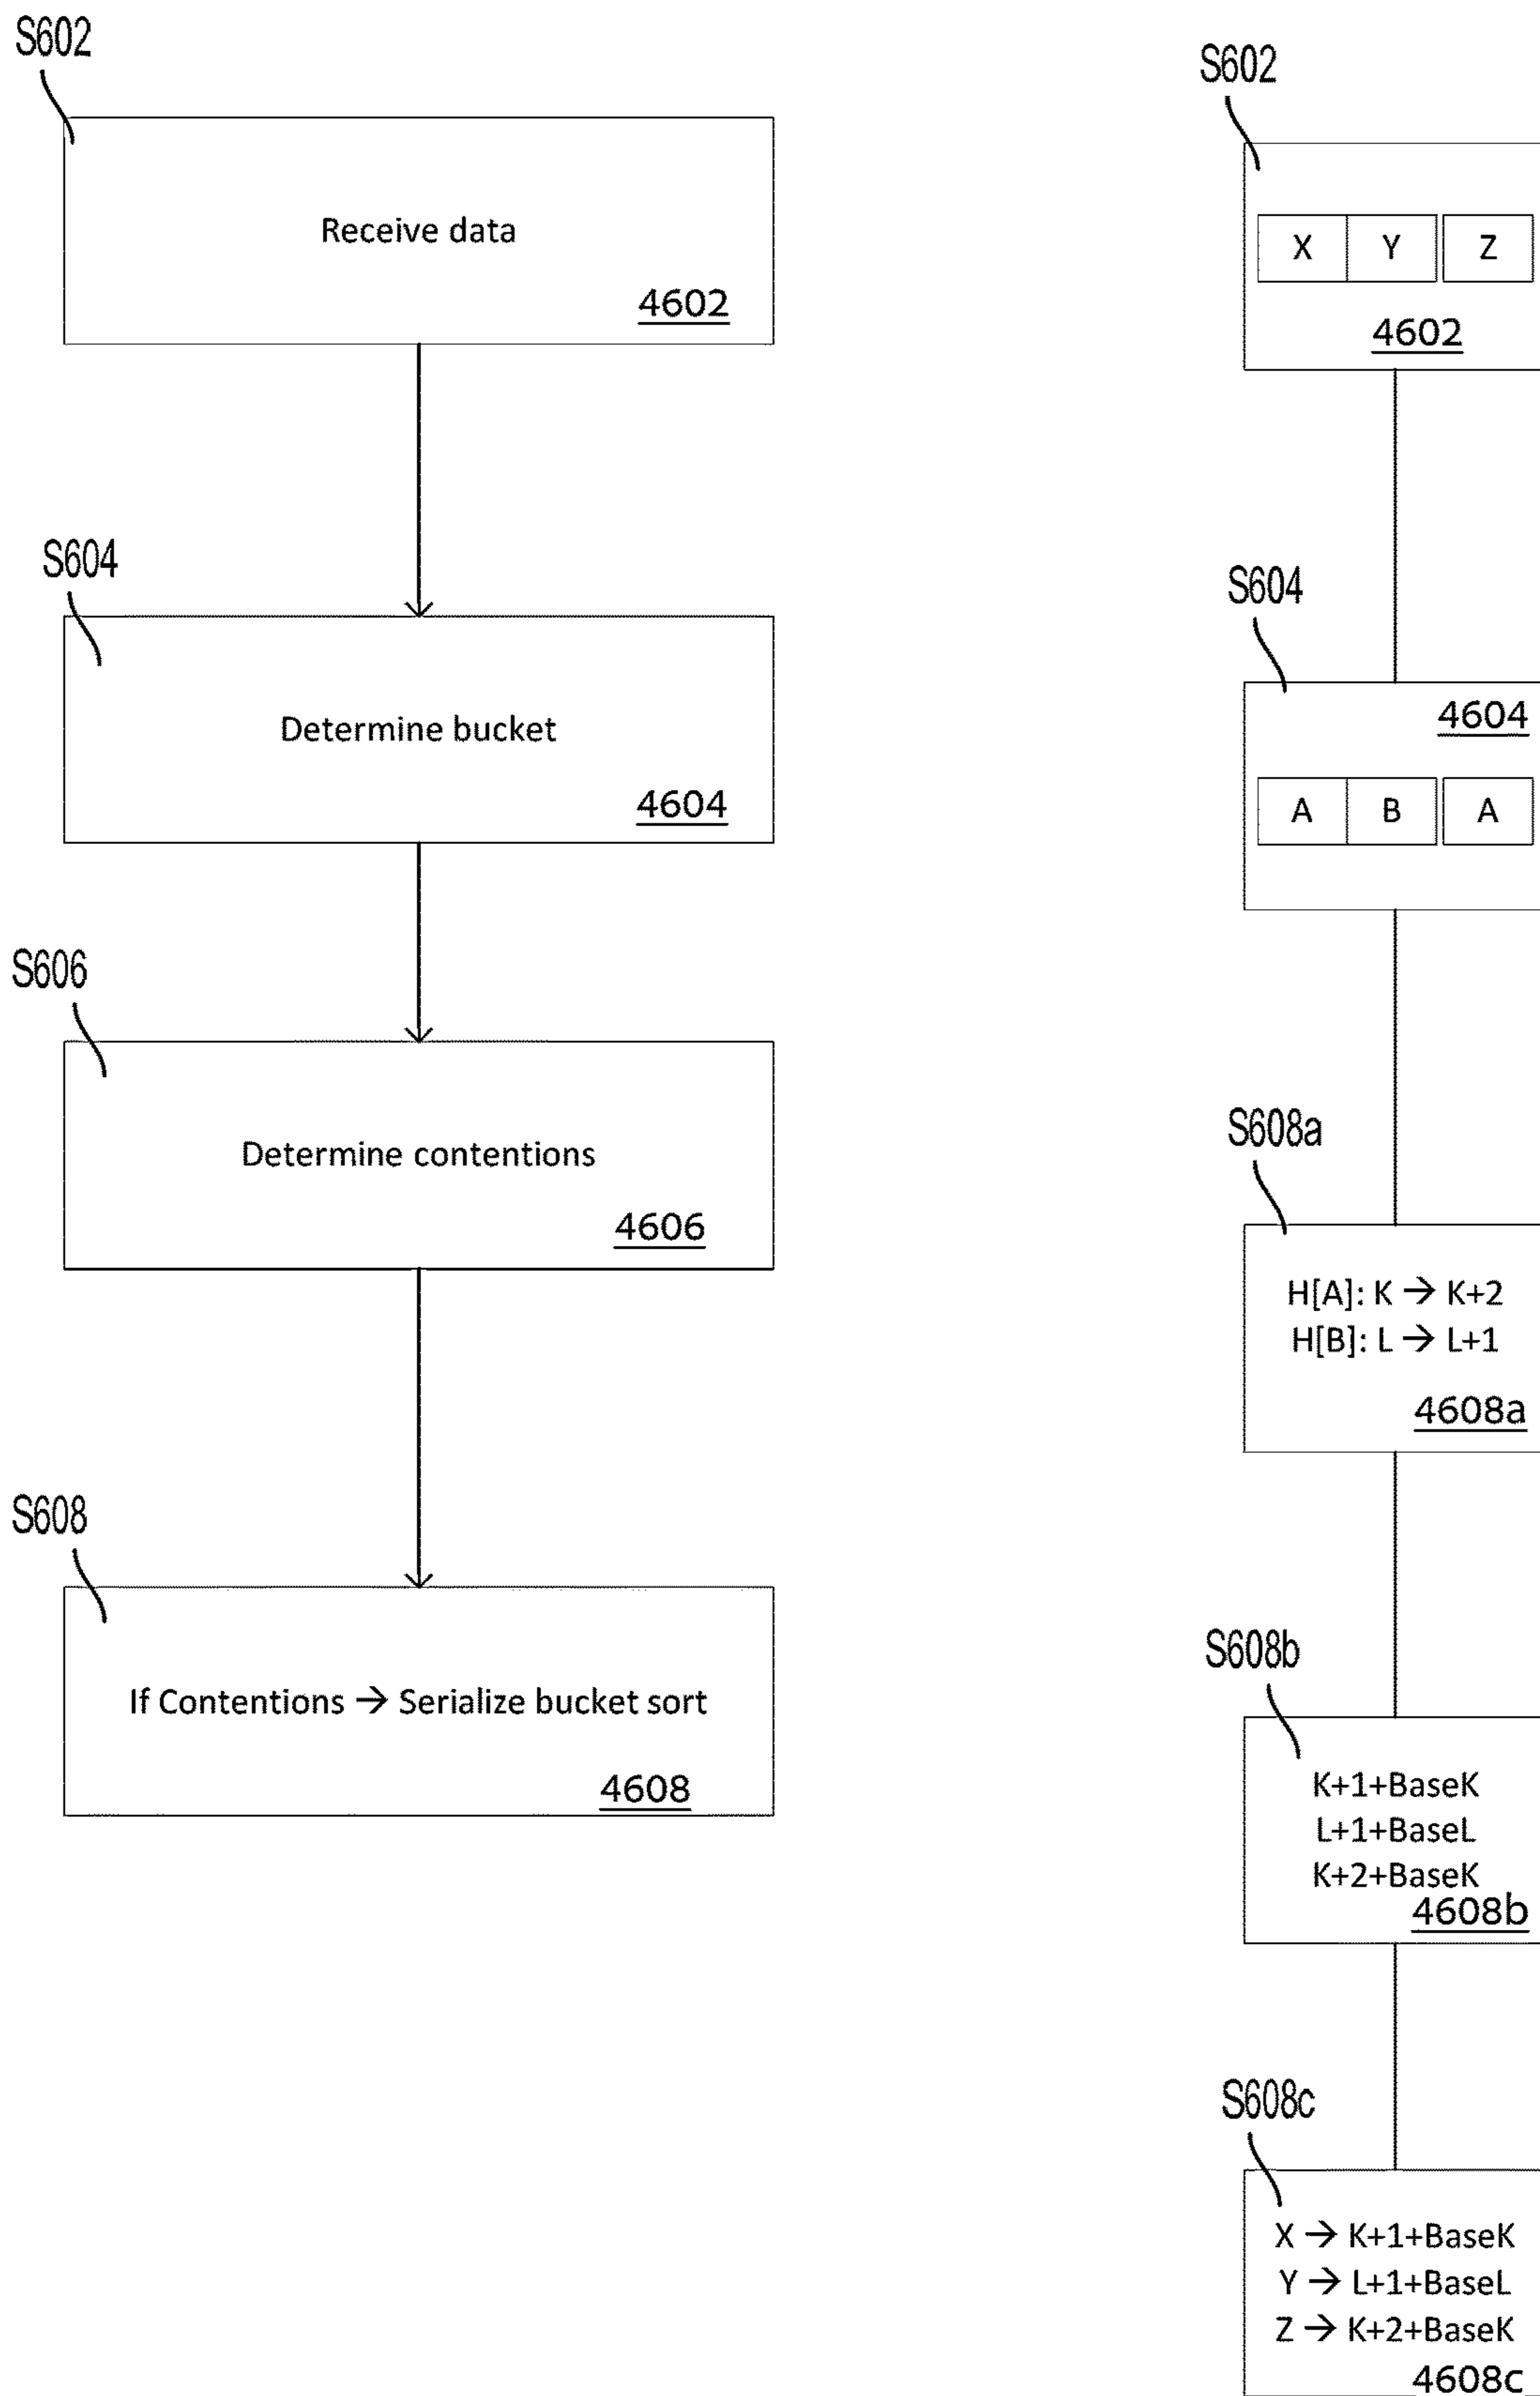 S602
Receive data
4602
S604
Determine bucket
4604
S606
Determine contentions
4606
S608
If Contentions → Serialize bucket sort
4608
S602
X Y Z
4602
S604
4604
A B A
S608a
H[A]: K → K+2
H[B]: L → L+1
4608a
S608b
K+1+BaseK
L+1+BaseL
K+2+BaseK
4608b
S608c
X → K+1+BaseK
Y → L+1+BaseL
Z → K+2+BaseK
4608c